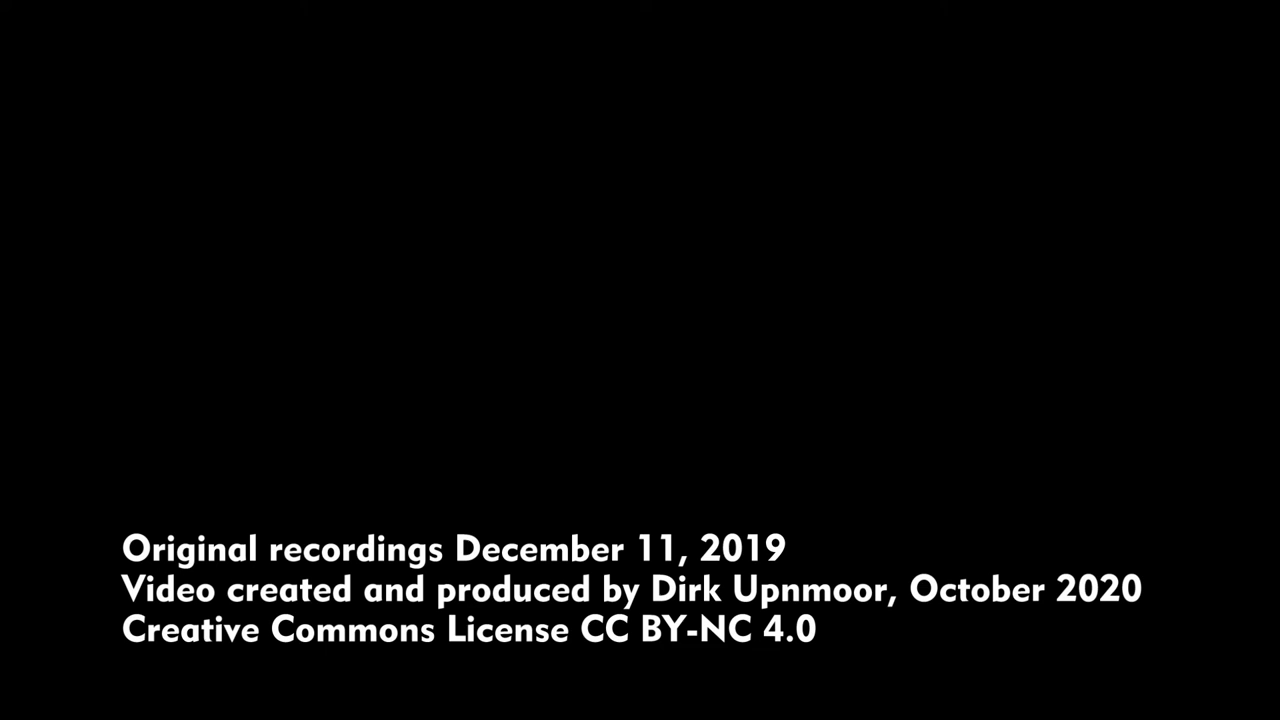 Original recordings December 11, 2019
Video created and produced by Dirk Upnmoor, October 2020
Creative Commons License CC BY-NC 4.0